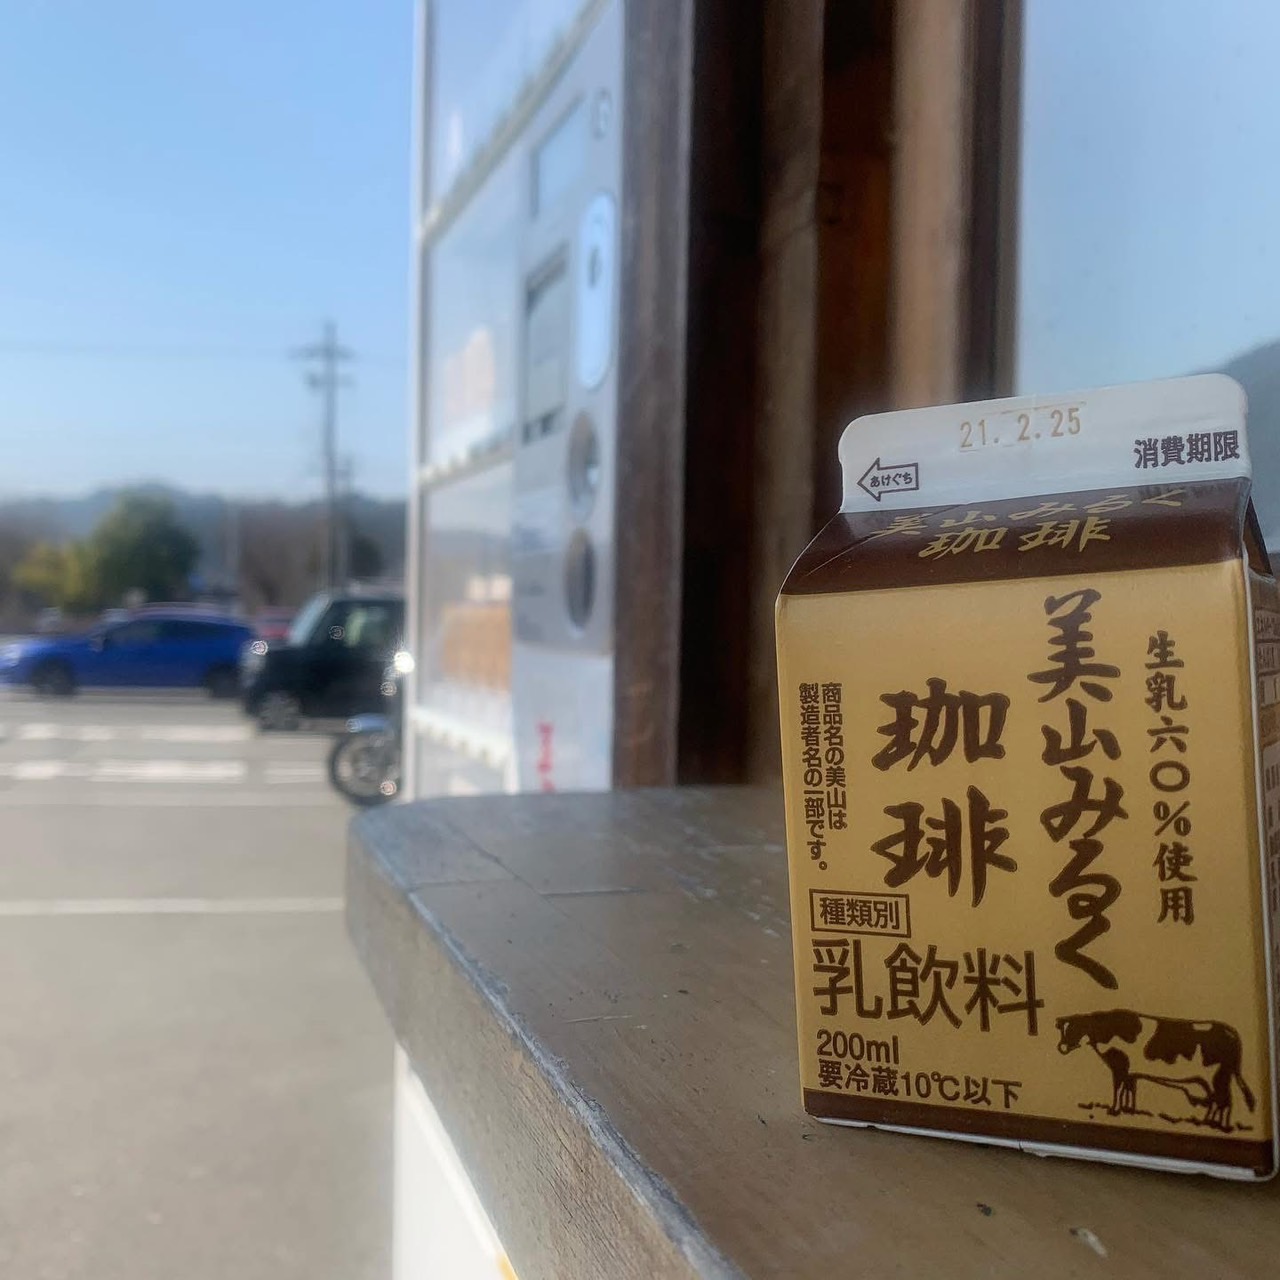 21. 2. 25
消費期限
あけぐち
美山みるく
珈琲
生乳六〇%使用
美山みるく
珈琲
商品名の美山は
製造者名の一部です。
種類別
乳飲料
200ml
要冷蔵10℃以下